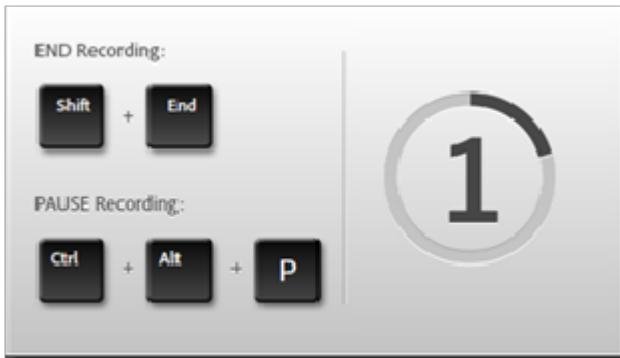 END Recording:
Shift + End
PAUSE Recording:
Ctrl + Alt + P
1